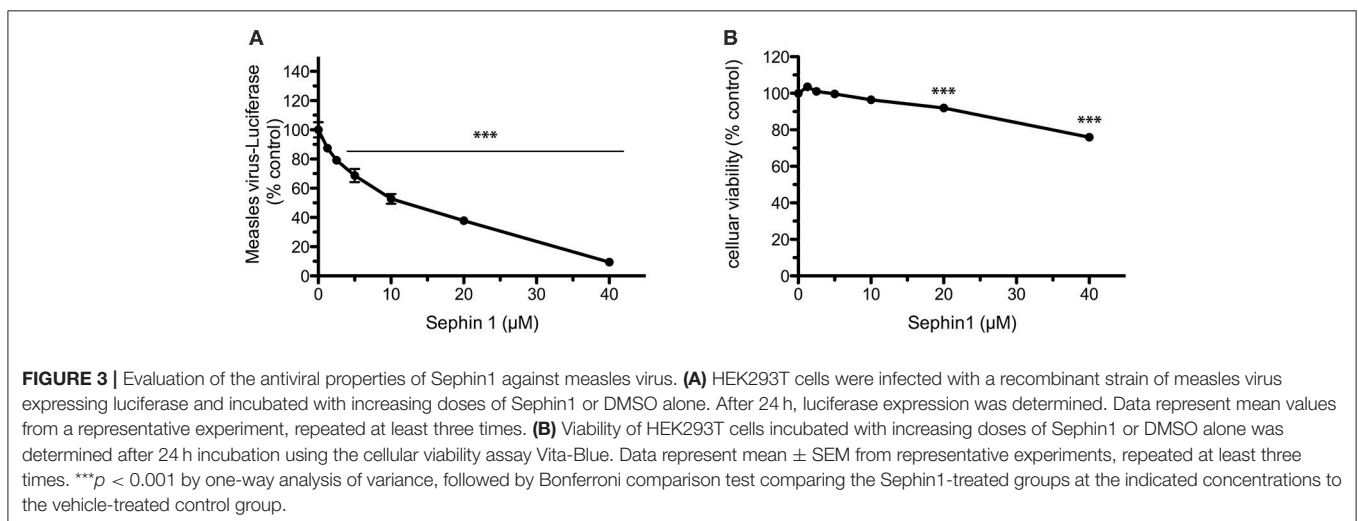 A
140
120
100
80
60
40
20
0
Measles virus-Luciferase
(% control)
***
0 10 20 30 40
Sephin 1 (µM)
B
120
100
80
60
40
20
0
celluar viability (% control)
***
***
0 10 20 30 40
Sephin1 (µM)
FIGURE 3 | Evaluation of the antiviral properties of Sephin1 against measles virus. (A) HEK293T cells were infected with a recombinant strain of measles virus
expressing luciferase and incubated with increasing doses of Sephin1 or DMSO alone. After 24 h, luciferase expression was determined. Data represent mean values
from a representative experiment, repeated at least three times. (B) Viability of HEK293T cells incubated with increasing doses of Sephin1 or DMSO alone was
determined after 24 h incubation using the cellular viability assay Vita-Blue. Data represent mean ± SEM from representative experiments, repeated at least three
times. ***p < 0.001 by one-way analysis of variance, followed by Bonferroni comparison test comparing the Sephin1-treated groups at the indicated concentrations to
the vehicle-treated control group.